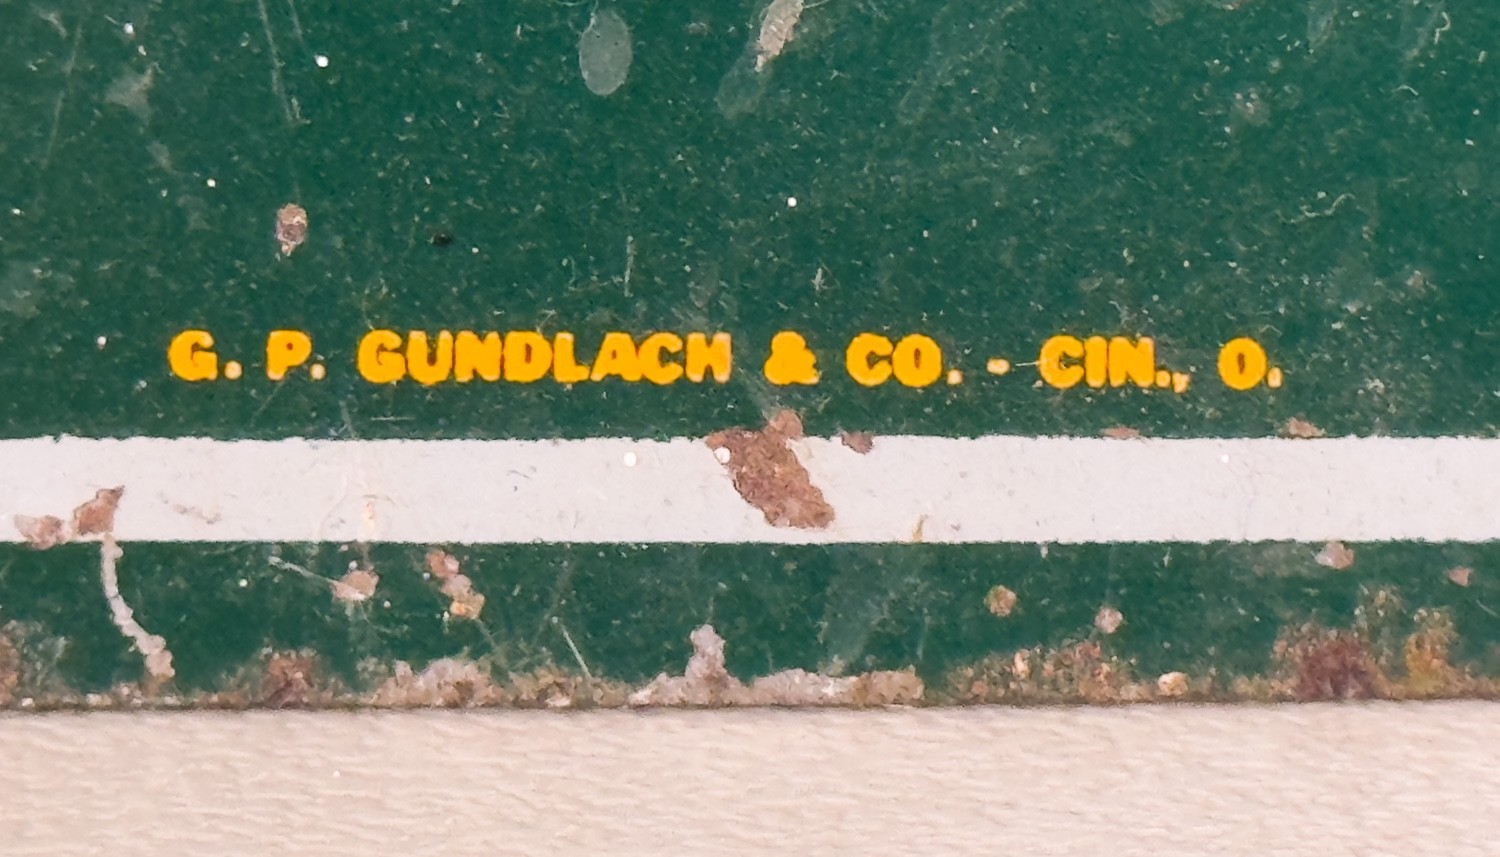 G. P. GUNDLACH & CO. - CIN., O.